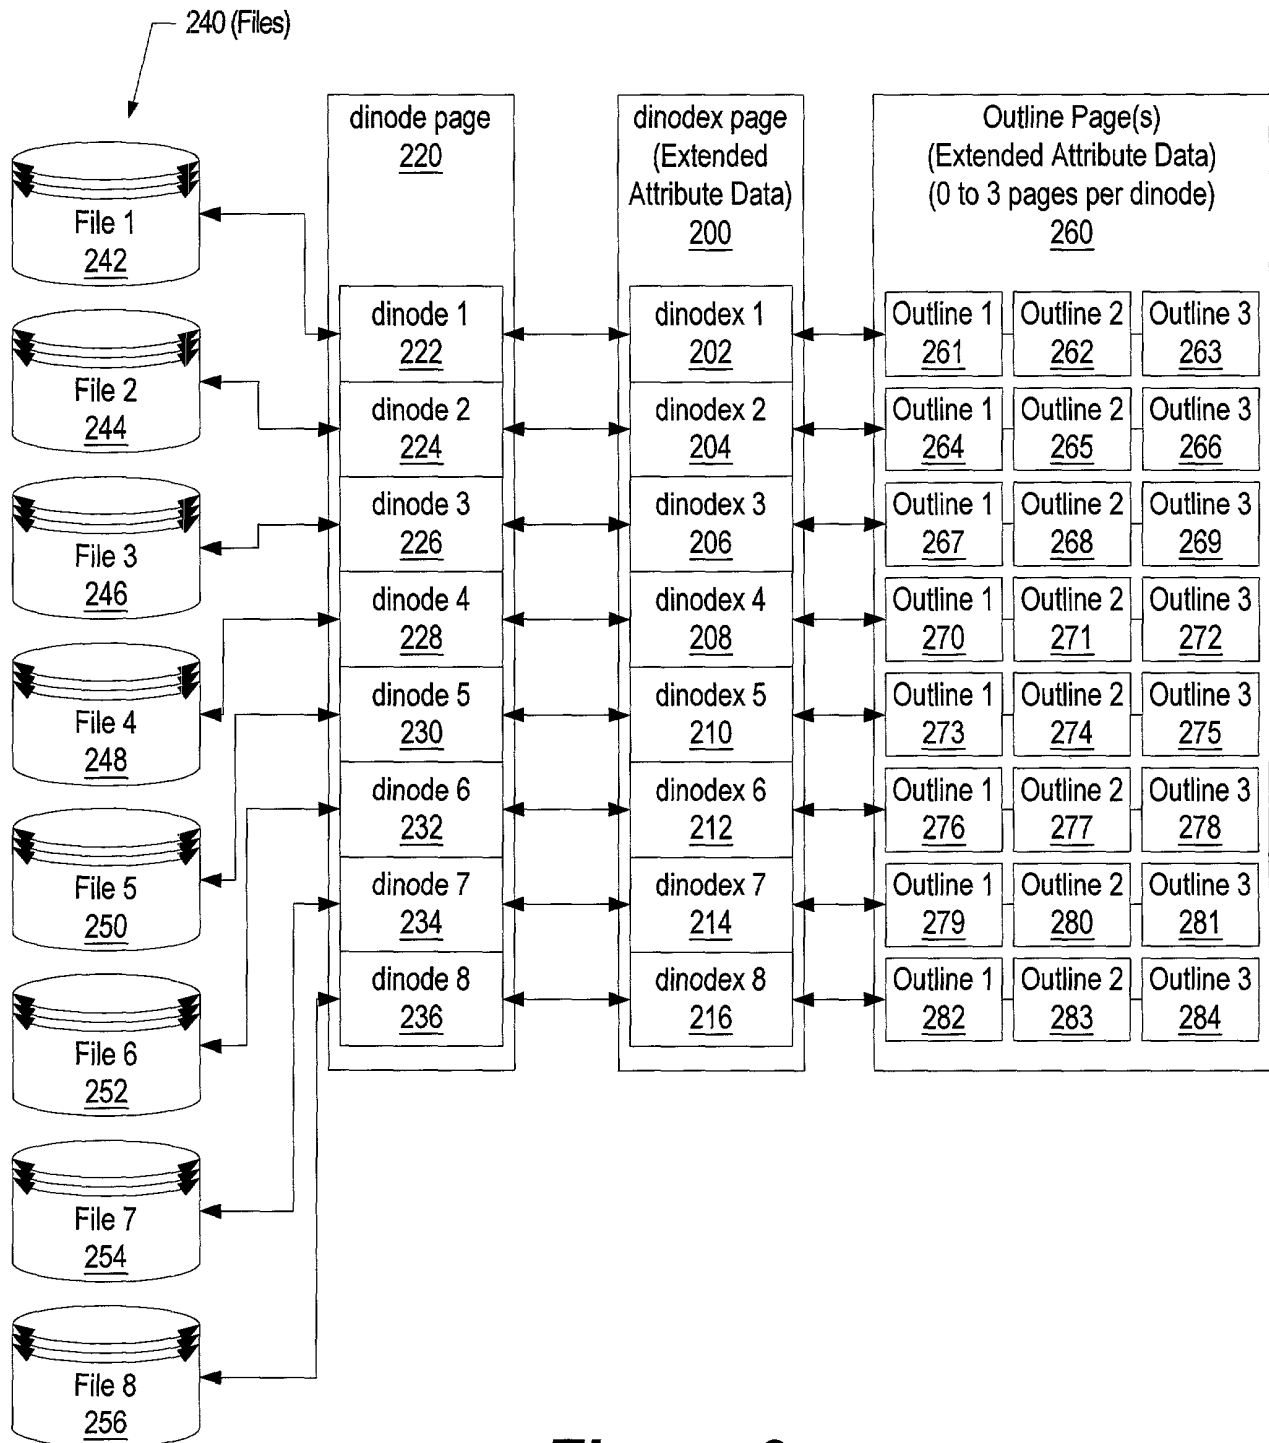 240 (Files)
dinode page
220
dinodex page
(Extended
Attribute Data)
200
Outline Page(s)
(Extended Attribute Data)
(0 to 3 pages per dinode)
260
File 1
242
File 2
244
File 3
246
File 4
248
File 5
250
File 6
252
File 7
254
File 8
256
dinode 1
222
dinode 2
224
dinode 3
226
dinode 4
228
dinode 5
230
dinode 6
232
dinode 7
234
dinode 8
236
dinodex 1
202
dinodex 2
204
dinodex 3
206
dinodex 4
208
dinodex 5
210
dinodex 6
212
dinodex 7
214
dinodex 8
216
Outline 1 Outline 2 Outline 3
261 262 263
Outline 1 Outline 2 Outline 3
264 265 266
Outline 1 Outline 2 Outline 3
267 268 269
Outline 1 Outline 2 Outline 3
270 271 272
Outline 1 Outline 2 Outline 3
273 274 275
Outline 1 Outline 2 Outline 3
276 277 278
Outline 1 Outline 2 Outline 3
279 280 281
Outline 1 Outline 2 Outline 3
282 283 284